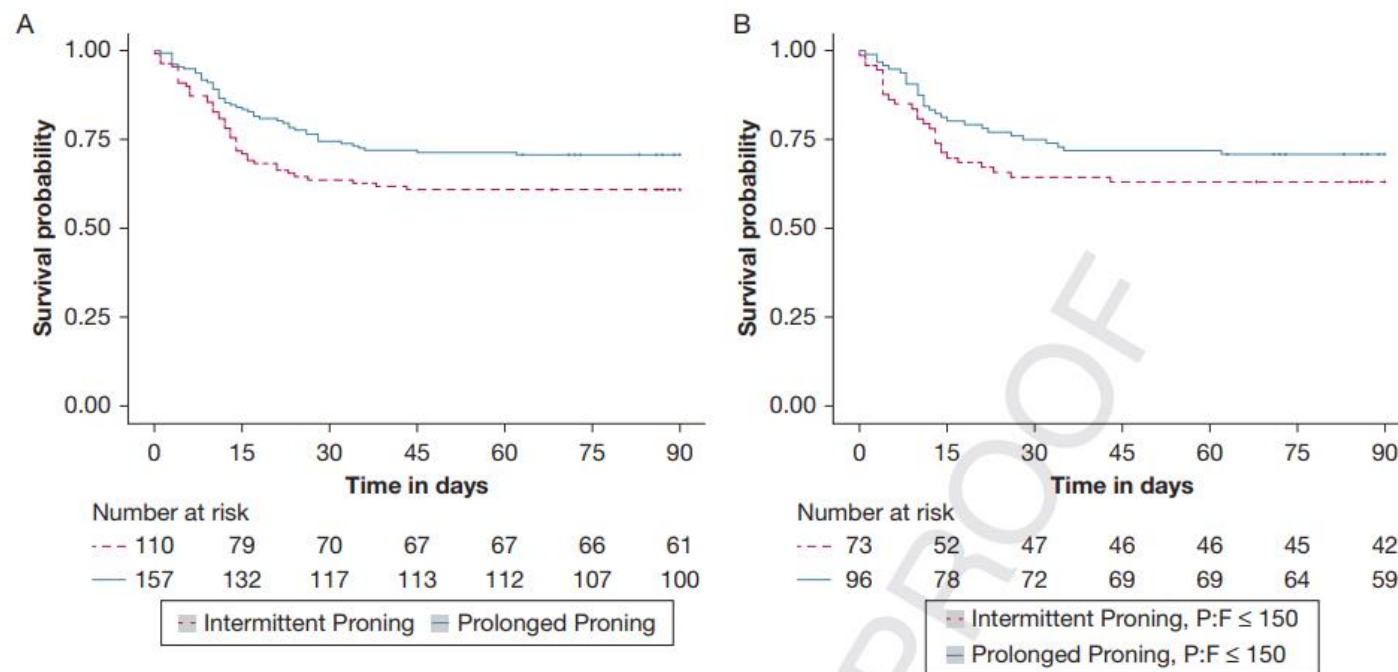 A
Survival probability
1.00
0.75
0.50
0.25
0.00
0 15 30 45 60 75 90
Time in days
Number at risk
110 79 70 67 67 66 61
157 132 117 113 112 107 100
Intermittent Proning Prolonged Proning
B
Survival probability
1.00
0.75
0.50
0.25
0.00
0 15 30 45 60 75 90
Time in days
Number at risk
73 52 47 46 46 45 42
96 78 72 69 69 64 59
Intermittent Proning, P:F ≤ 150
Prolonged Proning, P:F ≤ 150
PROOF